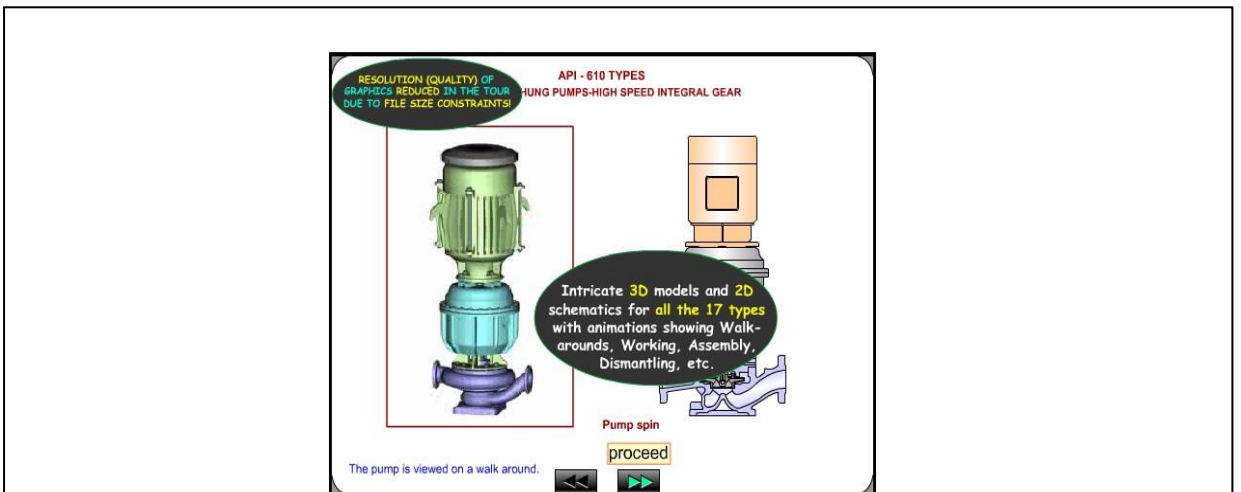 RESOLUTION (QUALITY) OF
GRAPHICS REDUCED IN THE TOUR
DUE TO FILE SIZE CONSTRAINTS!
API - 610 TYPES
HUNG PUMPS-HIGH SPEED INTEGRAL GEAR
Intricate 3D models and 2D
schematics for all the 17 types
with animations showing Walk-
arounds, Working, Assembly,
Dismantling, etc.
Pump spin
proceed
The pump is viewed on a walk around.